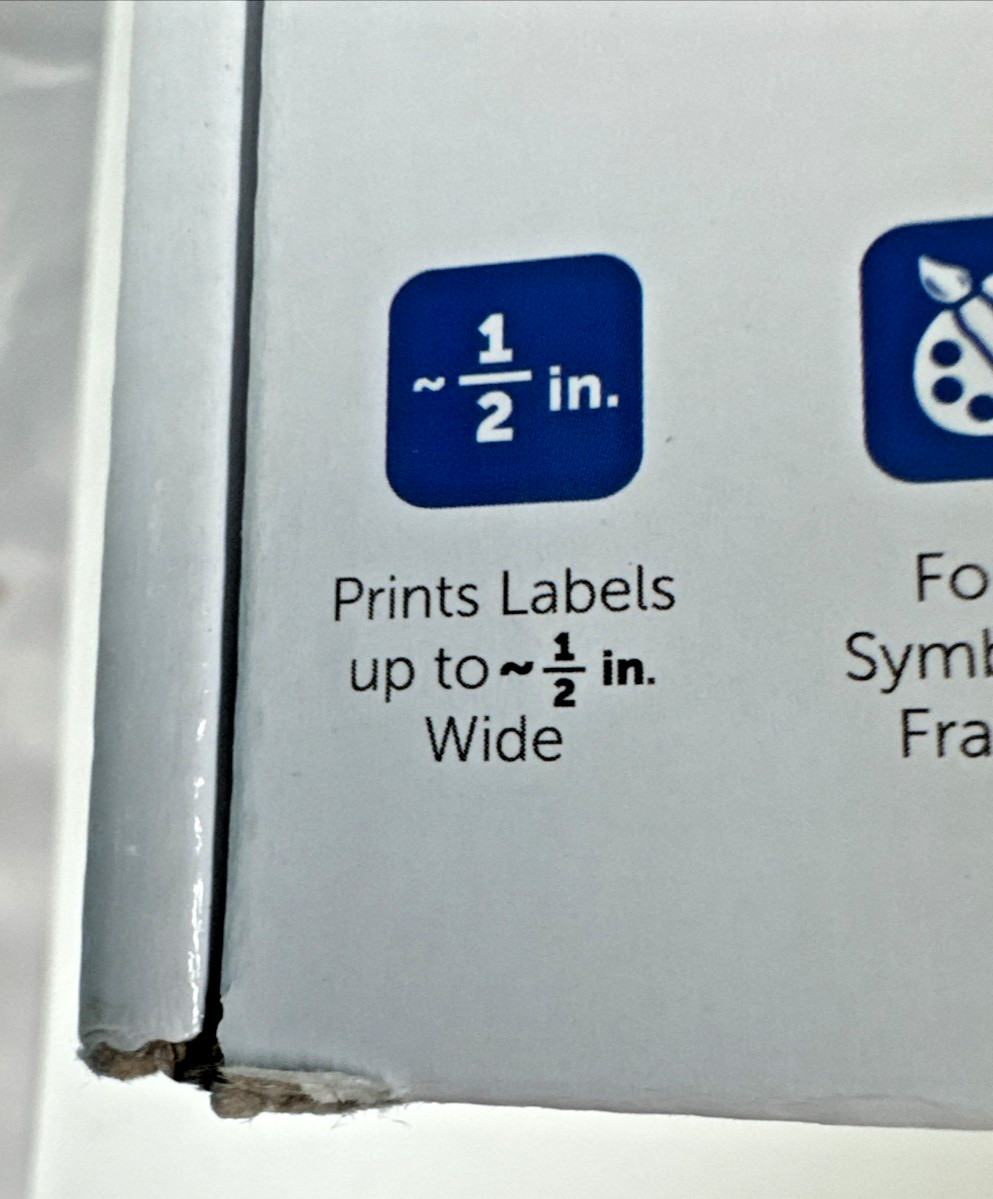 ~ 1/2 in.
Prints Labels
up to ~ 1/2 in.
Wide
Fo
Symb
Fra